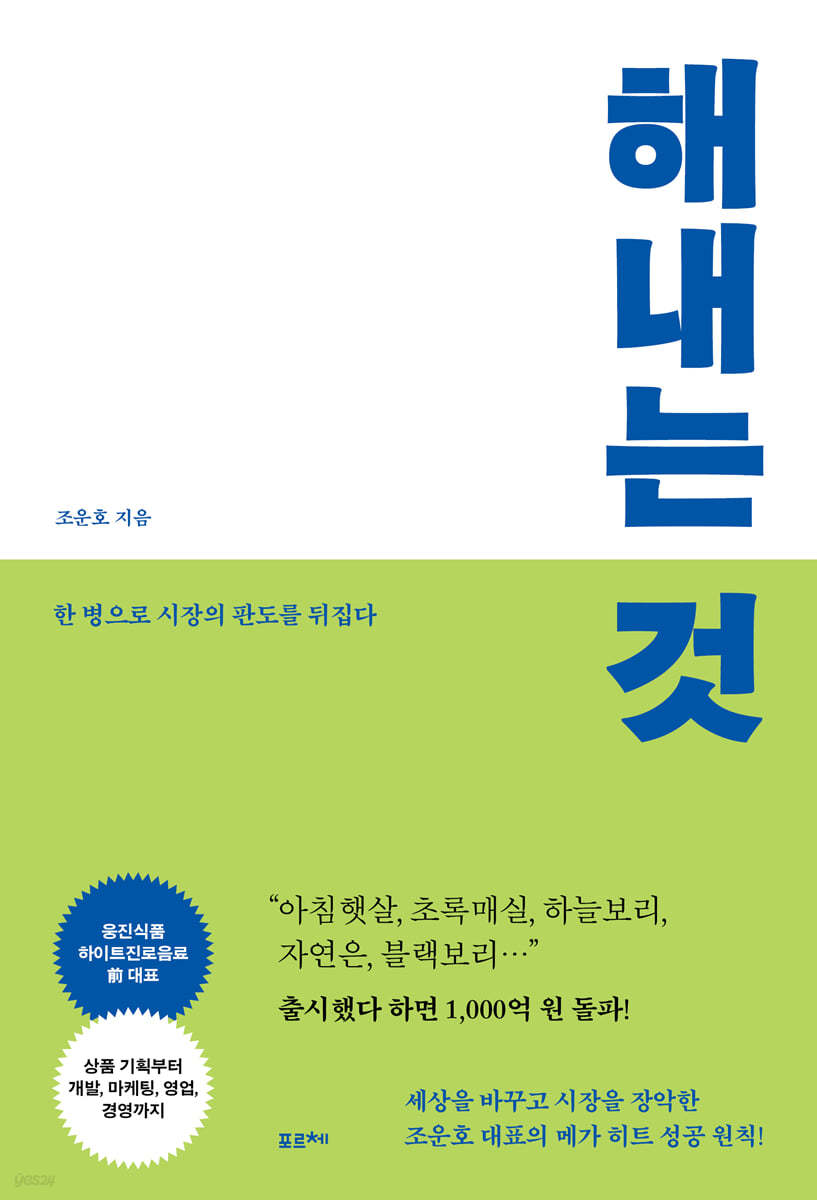 해내는 것
조운호 지음
한 병으로 시장의 판도를 뒤집다
웅진식품
하이트진로음료
前 대표
상품 기획부터
개발, 마케팅, 영업,
경영까지
“아침햇살, 초록매실, 하늘보리,
자연은, 블랙보리…”
출시했다 하면 1,000억 원 돌파!
세상을 바꾸고 시장을 장악한
조운호 대표의 메가 히트 성공 원칙!
포르체
yes24